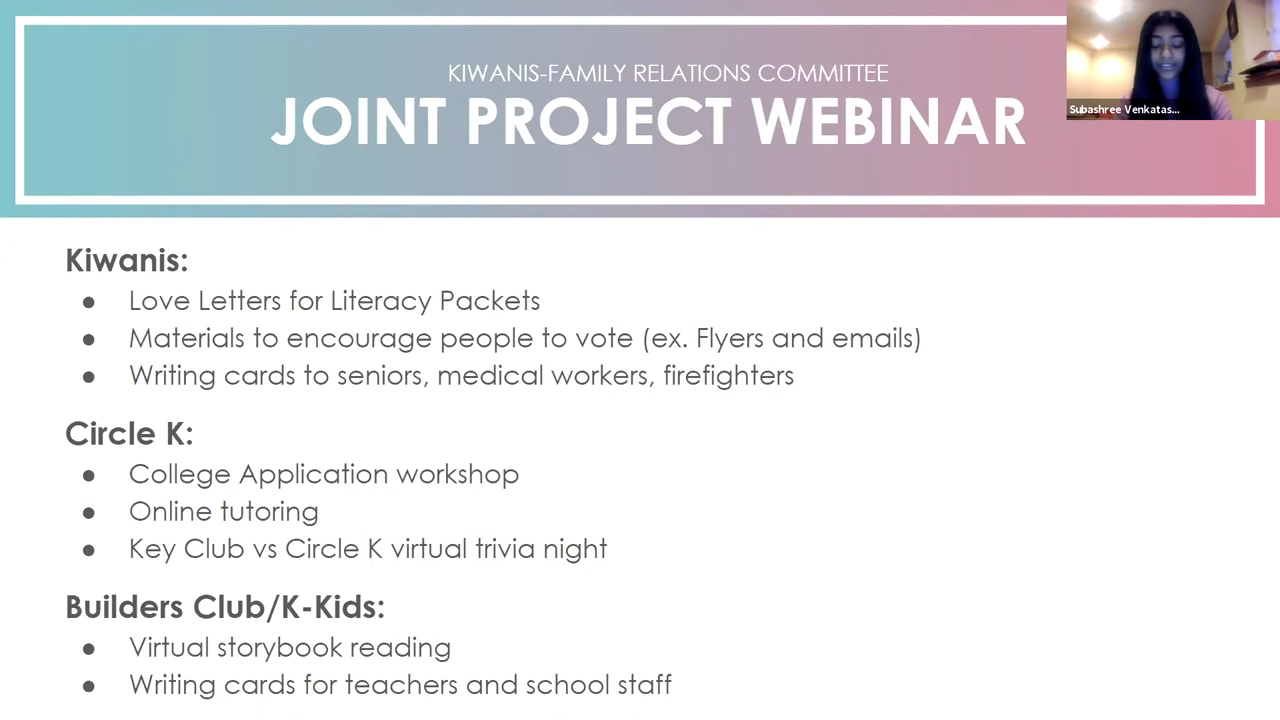 KIWANIS-FAMILY RELATIONS COMMITTEE
JOINT PROJECT WEBINAR
Subashree Venkatas...
Kiwanis:
● Love Letters for Literacy Packets
● Materials to encourage people to vote (ex. Flyers and emails)
● Writing cards to seniors, medical workers, firefighters
Circle K:
● College Application workshop
● Online tutoring
● Key Club vs Circle K virtual trivia night
Builders Club/K-Kids:
● Virtual storybook reading
● Writing cards for teachers and school staff